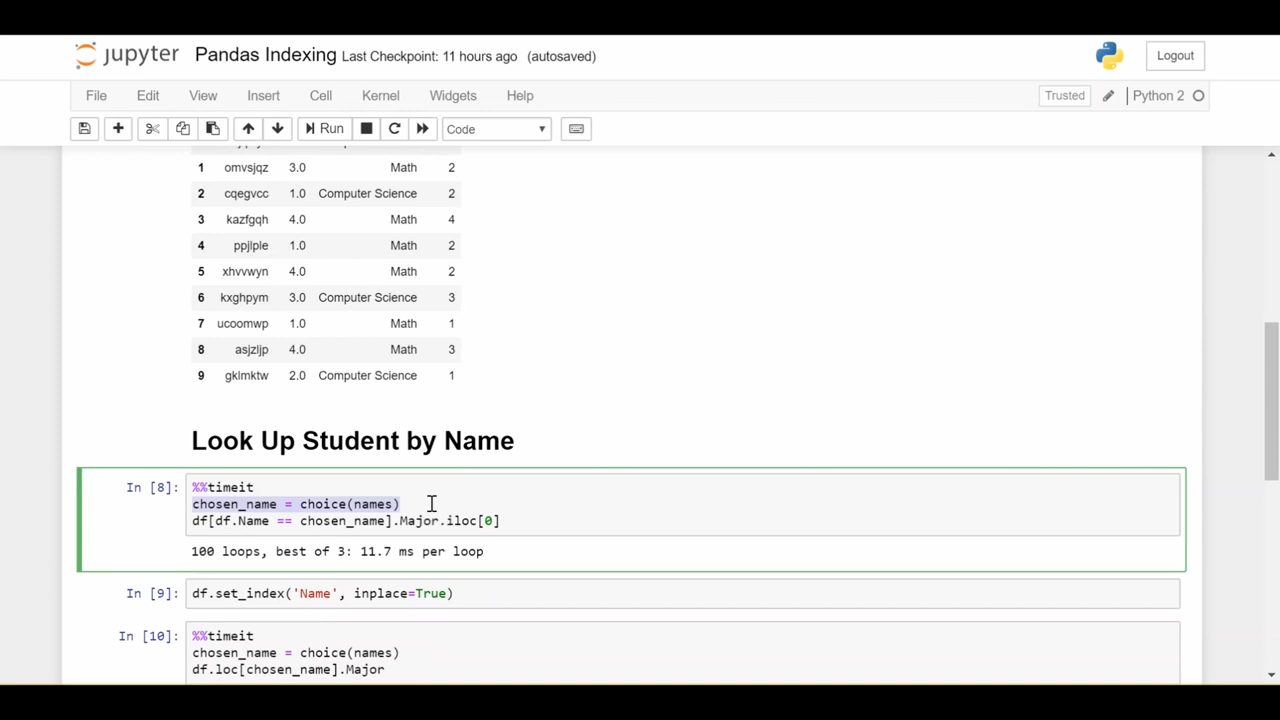 jupyter Pandas Indexing Last Checkpoint: 11 hours ago (autosaved) Logout
File Edit View Insert Cell Kernel Widgets Help Trusted Python 2
Run Code
1 omvsjqz 3.0 Math 2
2 cqegvcc 1.0 Computer Science 2
3 kazfgqh 4.0 Math 4
4 ppjlple 1.0 Math 2
5 xhvvwyn 4.0 Math 2
6 kxghpym 3.0 Computer Science 3
7 ucoomwp 1.0 Math 1
8 asjzljp 4.0 Math 3
9 gklmktw 2.0 Computer Science 1
Look Up Student by Name
In [8]: %%timeit
chosen_name = choice(names)
df[df.Name == chosen_name].Major.iloc[0]
100 loops, best of 3: 11.7 ms per loop
In [9]: df.set_index('Name', inplace=True)
In [10]: %%timeit
chosen_name = choice(names)
df.loc[chosen_name].Major